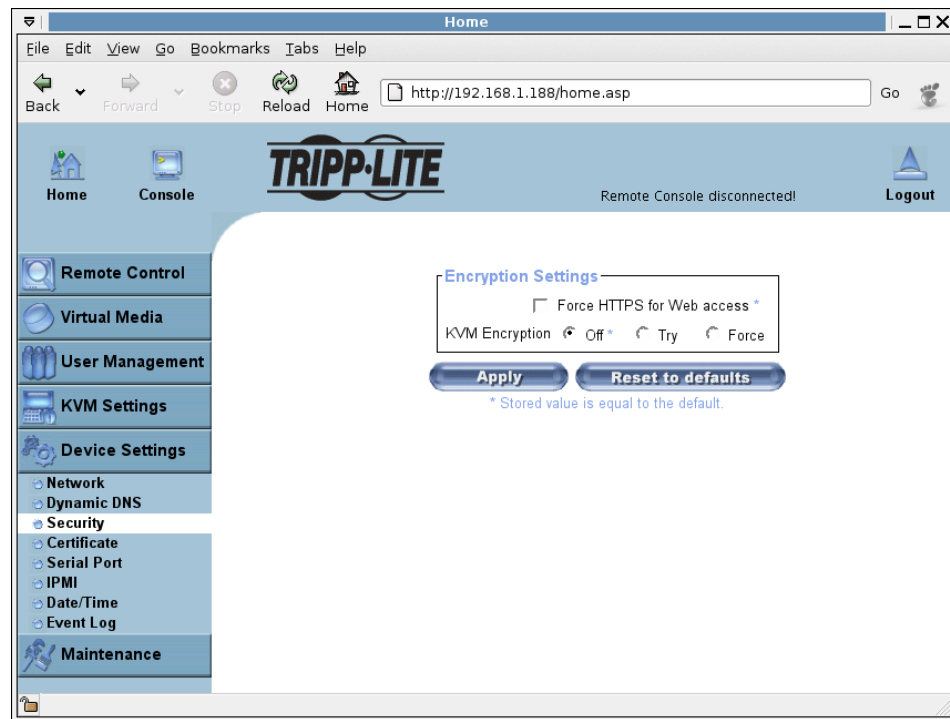 Home
File Edit View Go Bookmarks Tabs Help
Back Forward Stop Reload Home http://192.168.1.188/home.asp Go
TRIPP·LITE
Home Console Remote Console disconnected! Logout
Remote Control
Virtual Media
User Management
KVM Settings
Device Settings
Network
Dynamic DNS
Security
Certificate
Serial Port
IPMI
Date/Time
Event Log
Maintenance
Encryption Settings
Force HTTPS for Web access *
KVM Encryption Off * Try Force
Apply Reset to defaults
* Stored value is equal to the default.